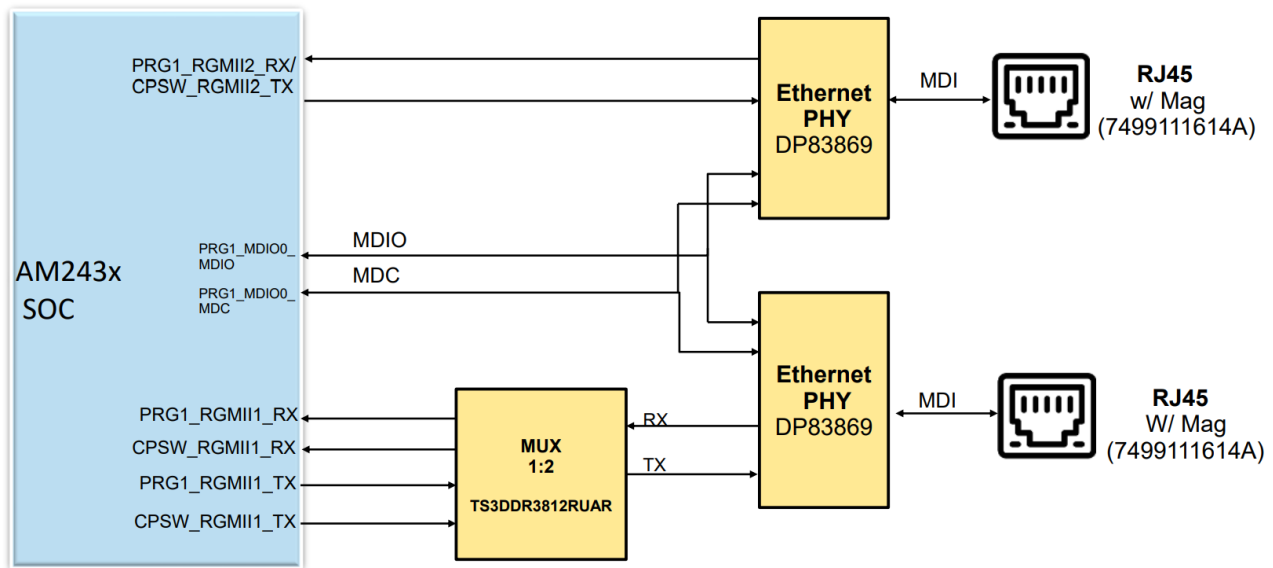 PRG1_RGMII2_RX/
CPSW_RGMII2_TX
Ethernet
PHY
DP83869
MDI
RJ45
w/ Mag
(7499111614A)
AM243x
SOC
PRG1_MDIO0_
MDIO
PRG1_MDIO0_
MDC
MDIO
MDC
Ethernet
PHY
DP83869
MDI
RJ45
W/ Mag
(7499111614A)
PRG1_RGMII1_RX
CPSW_RGMII1_RX
PRG1_RGMII1_TX
CPSW_RGMII1_TX
MUX
1:2
TS3DDR3812RUAR
RX
TX